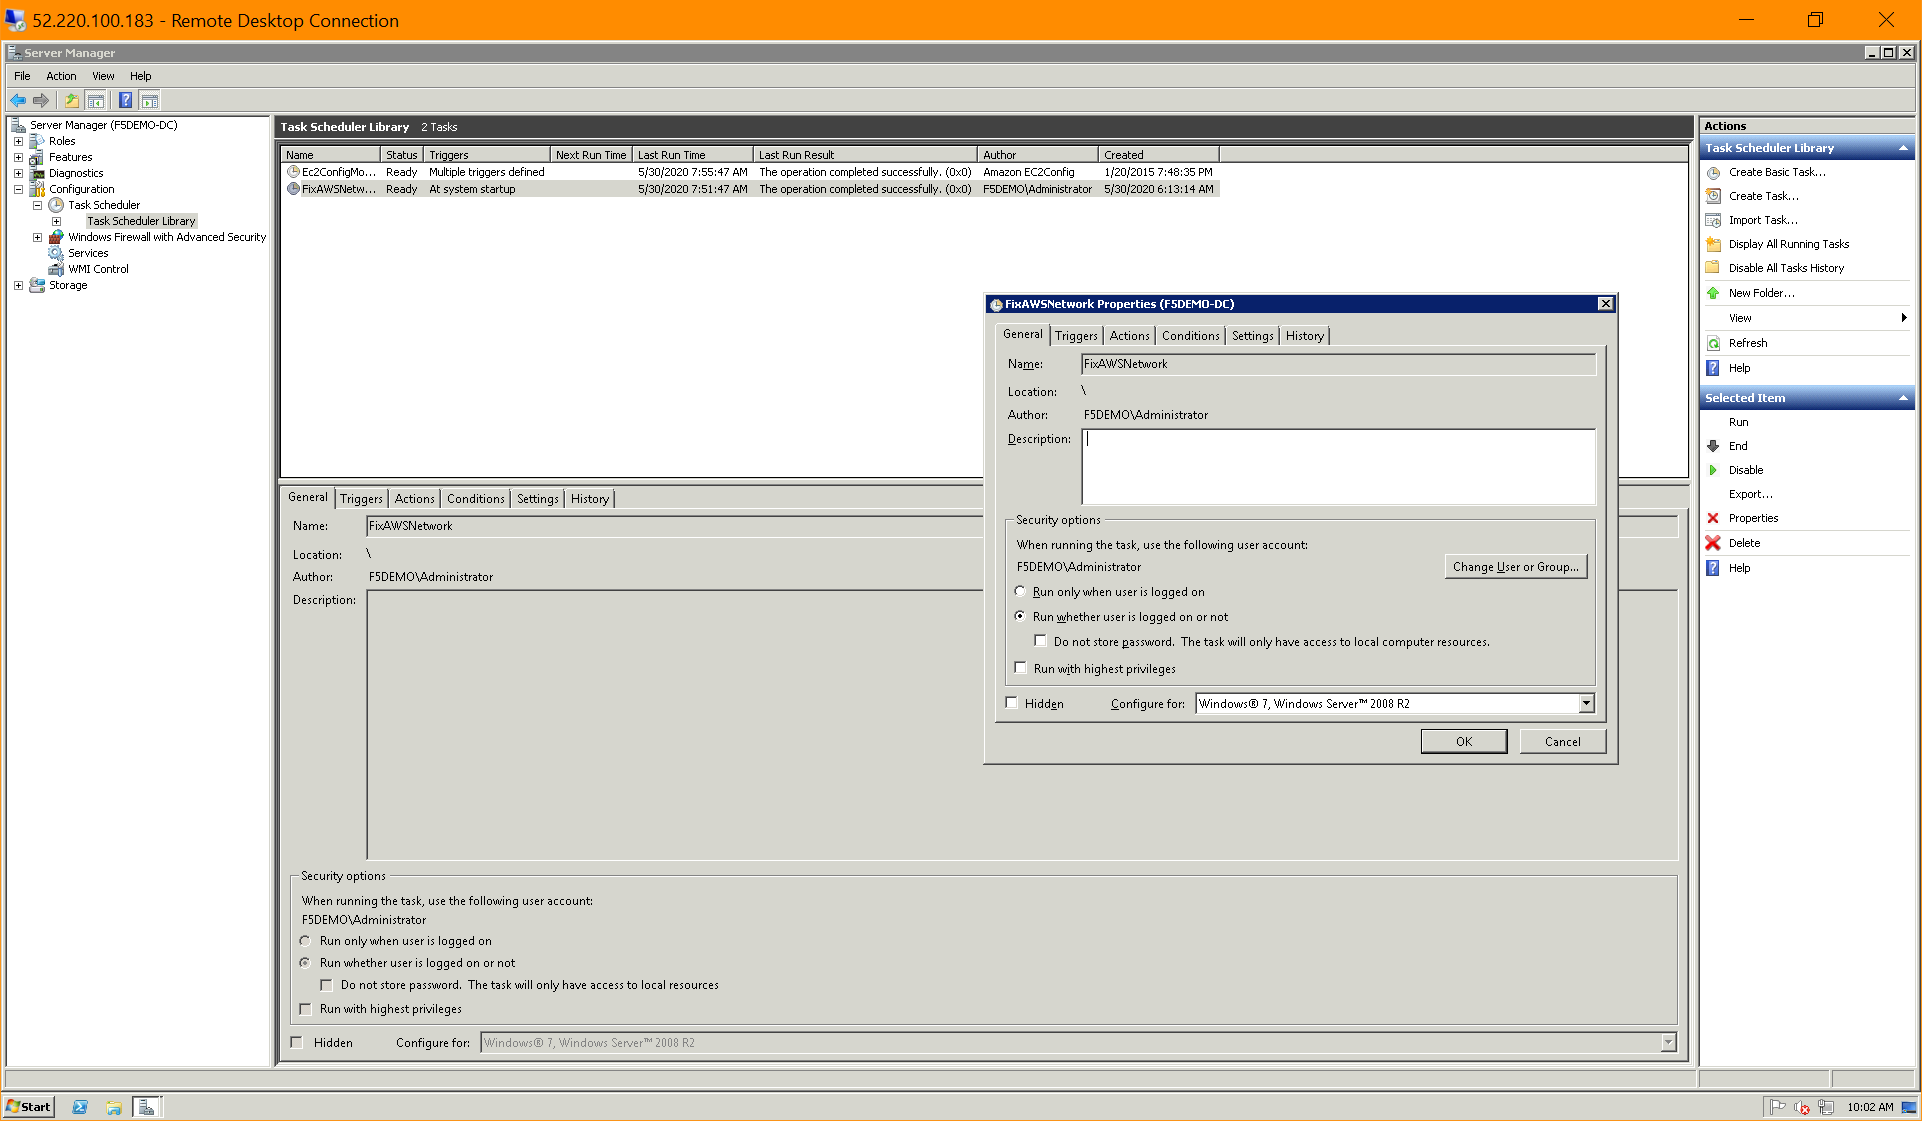 52.220.100.183 - Remote Desktop Connection
Server Manager
File Action View Help
Server Manager (F5DEMO-DC)
Roles
Features
Diagnostics
Configuration
Task Scheduler
Task Scheduler Library
Windows Firewall with Advanced Security
Services
WMI Control
Storage
Task Scheduler Library 2 Tasks
Name Status Triggers Next Run Time Last Run Time Last Run Result Author Created
Ec2ConfigMo... Ready Multiple triggers defined 5/30/2020 7:55:47 AM The operation completed successfully. (0x0) Amazon EC2Config 1/20/2015 7:48:35 PM
FixAWSNetw... Ready At system startup 5/30/2020 7:51:47 AM The operation completed successfully. (0x0) F5DEMO\Administrator 5/30/2020 6:13:14 AM
General Triggers Actions Conditions Settings History
Name: FixAWSNetwork
Location: \
Author: F5DEMO\Administrator
Description:
Security options
When running the task, use the following user account:
F5DEMO\Administrator
Run only when user is logged on
Run whether user is logged on or not
Do not store password. The task will only have access to local resources
Run with highest privileges
Hidden Configure for: Windows® 7, Windows Server™ 2008 R2
FixAWSNetwork Properties (F5DEMO-DC)
General Triggers Actions Conditions Settings History
Name: FixAWSNetwork
Location: \
Author: F5DEMO\Administrator
Description:
Security options
When running the task, use the following user account:
F5DEMO\Administrator Change User or Group...
Run only when user is logged on
Run whether user is logged on or not
Do not store password. The task will only have access to local computer resources.
Run with highest privileges
Hidden Configure for: Windows® 7, Windows Server™ 2008 R2
OK Cancel
Actions
Task Scheduler Library
Create Basic Task...
Create Task...
Import Task...
Display All Running Tasks
Disable All Tasks History
New Folder...
View
Refresh
Help
Selected Item
Run
End
Disable
Export...
Properties
Delete
Help
Start
10:02 AM